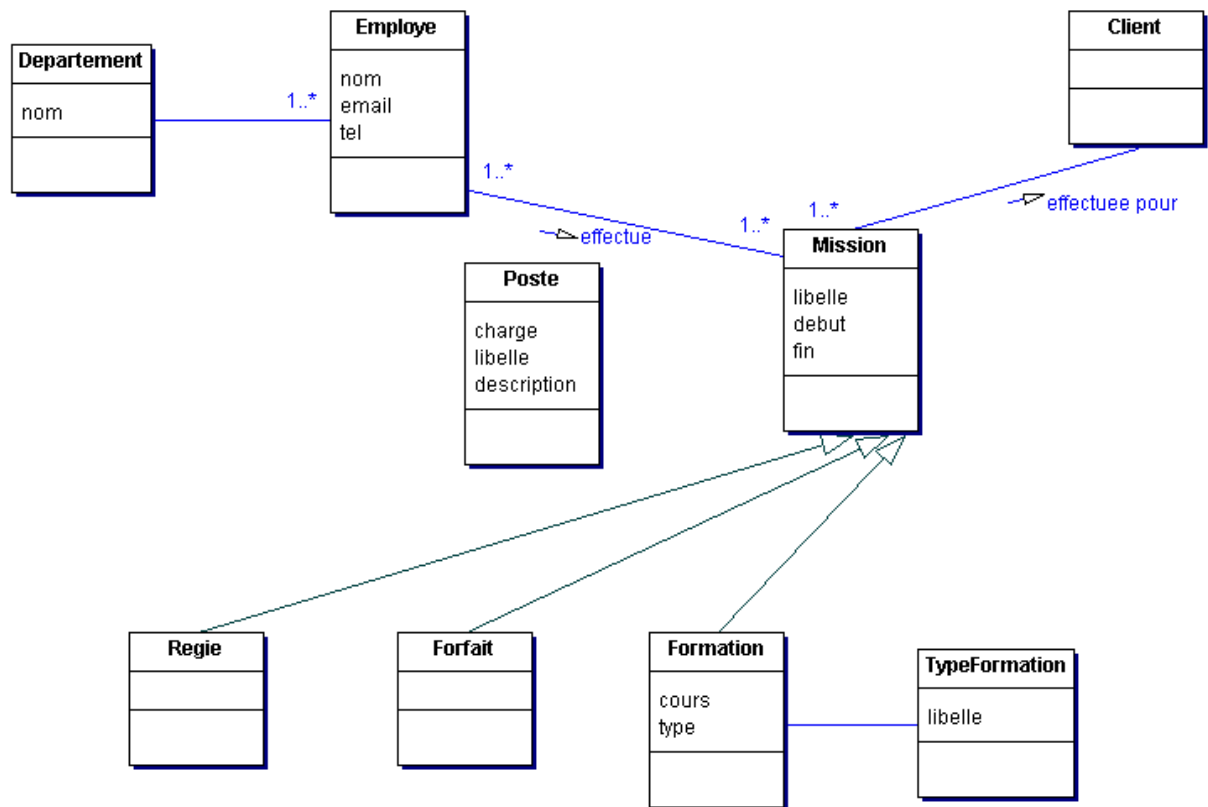 Departement
nom
1..*
Employe
nom
email
tel
1..*
effectue
1..*
Client
effectuee pour
1..*
Mission
libelle
debut
fin
Poste
charge
libelle
description
Regie
Forfait
Formation
cours
type
TypeFormation
libelle